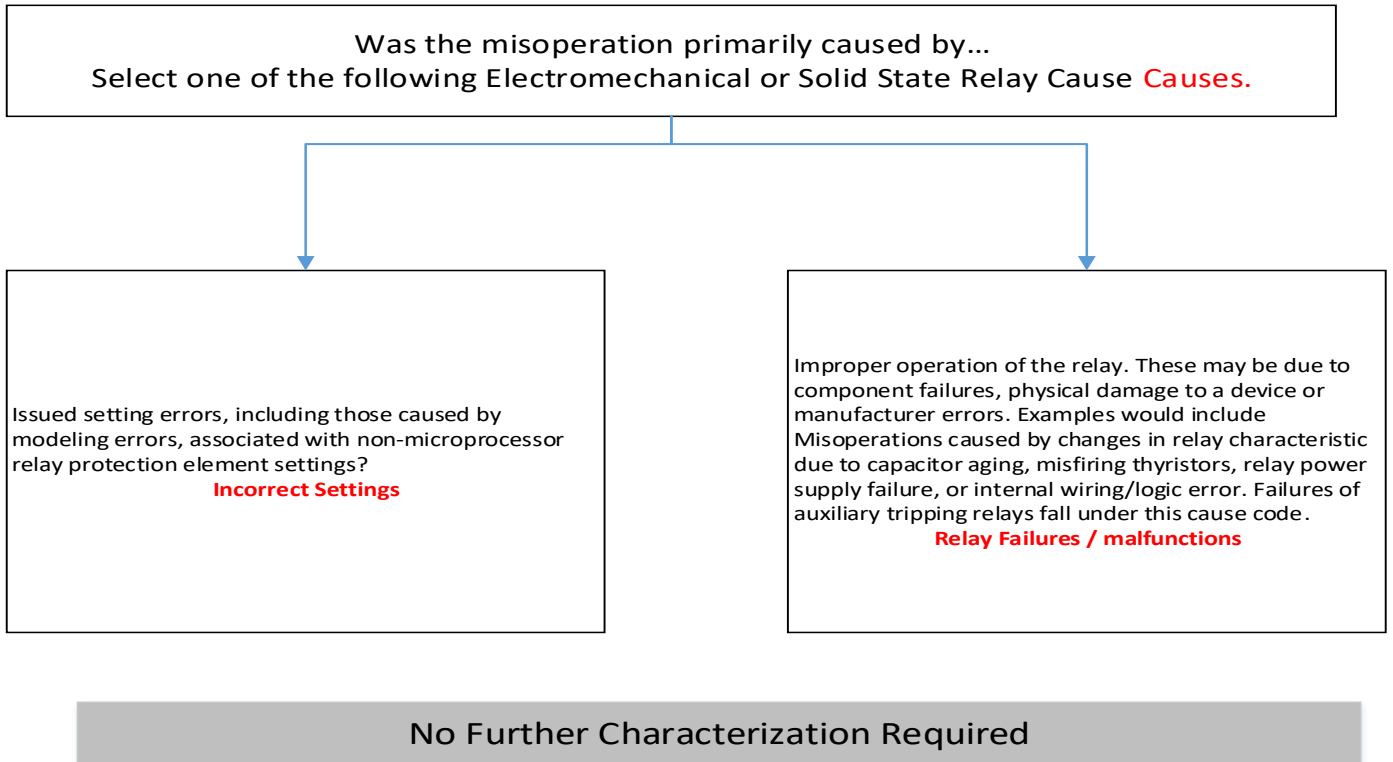 Was the misoperation primarily caused by...
Select one of the following Electromechanical or Solid State Relay Cause Causes.
Issued setting errors, including those caused by
modeling errors, associated with non-microprocessor
relay protection element settings?
Incorrect Settings
Improper operation of the relay. These may be due to
component failures, physical damage to a device or
manufacturer errors. Examples would include
Misoperations caused by changes in relay characteristic
due to capacitor aging, misfiring thyristors, relay power
supply failure, or internal wiring/logic error. Failures of
auxiliary tripping relays fall under this cause code.
Relay Failures / malfunctions
No Further Characterization Required